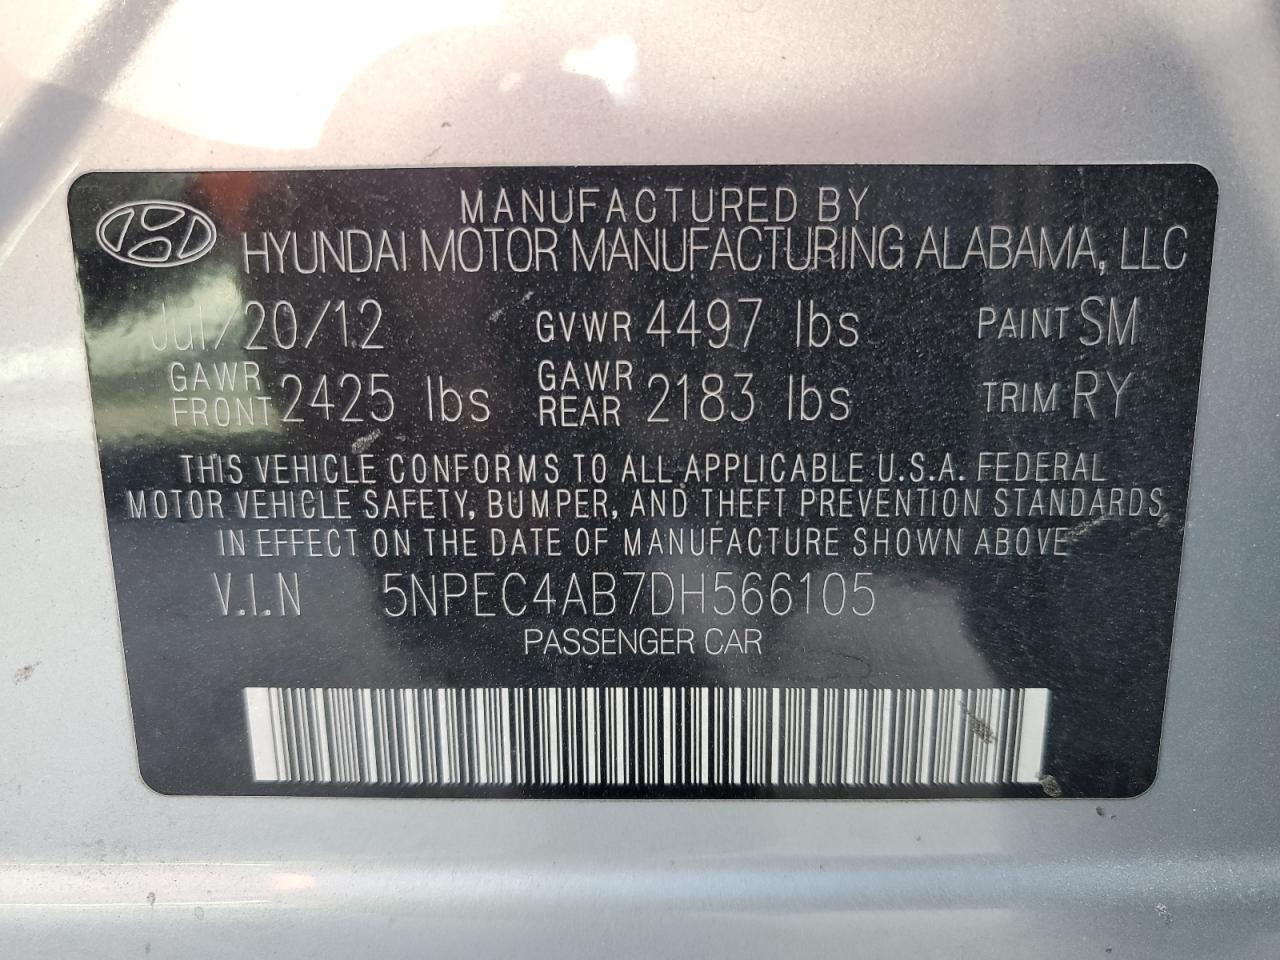 MANUFACTURED BY
HYUNDAI MOTOR MANUFACTURING ALABAMA, LLC
Jul/20/12 GVWR 4497 lbs PAINT SM
GAWR FRONT 2425 lbs GAWR REAR 2183 lbs TRIM RY
THIS VEHICLE CONFORMS TO ALL APPLICABLE U.S.A. FEDERAL
MOTOR VEHICLE SAFETY, BUMPER, AND THEFT PREVENTION STANDARDS
IN EFFECT ON THE DATE OF MANUFACTURE SHOWN ABOVE
V.I.N 5NPEC4AB7DH566105
PASSENGER CAR